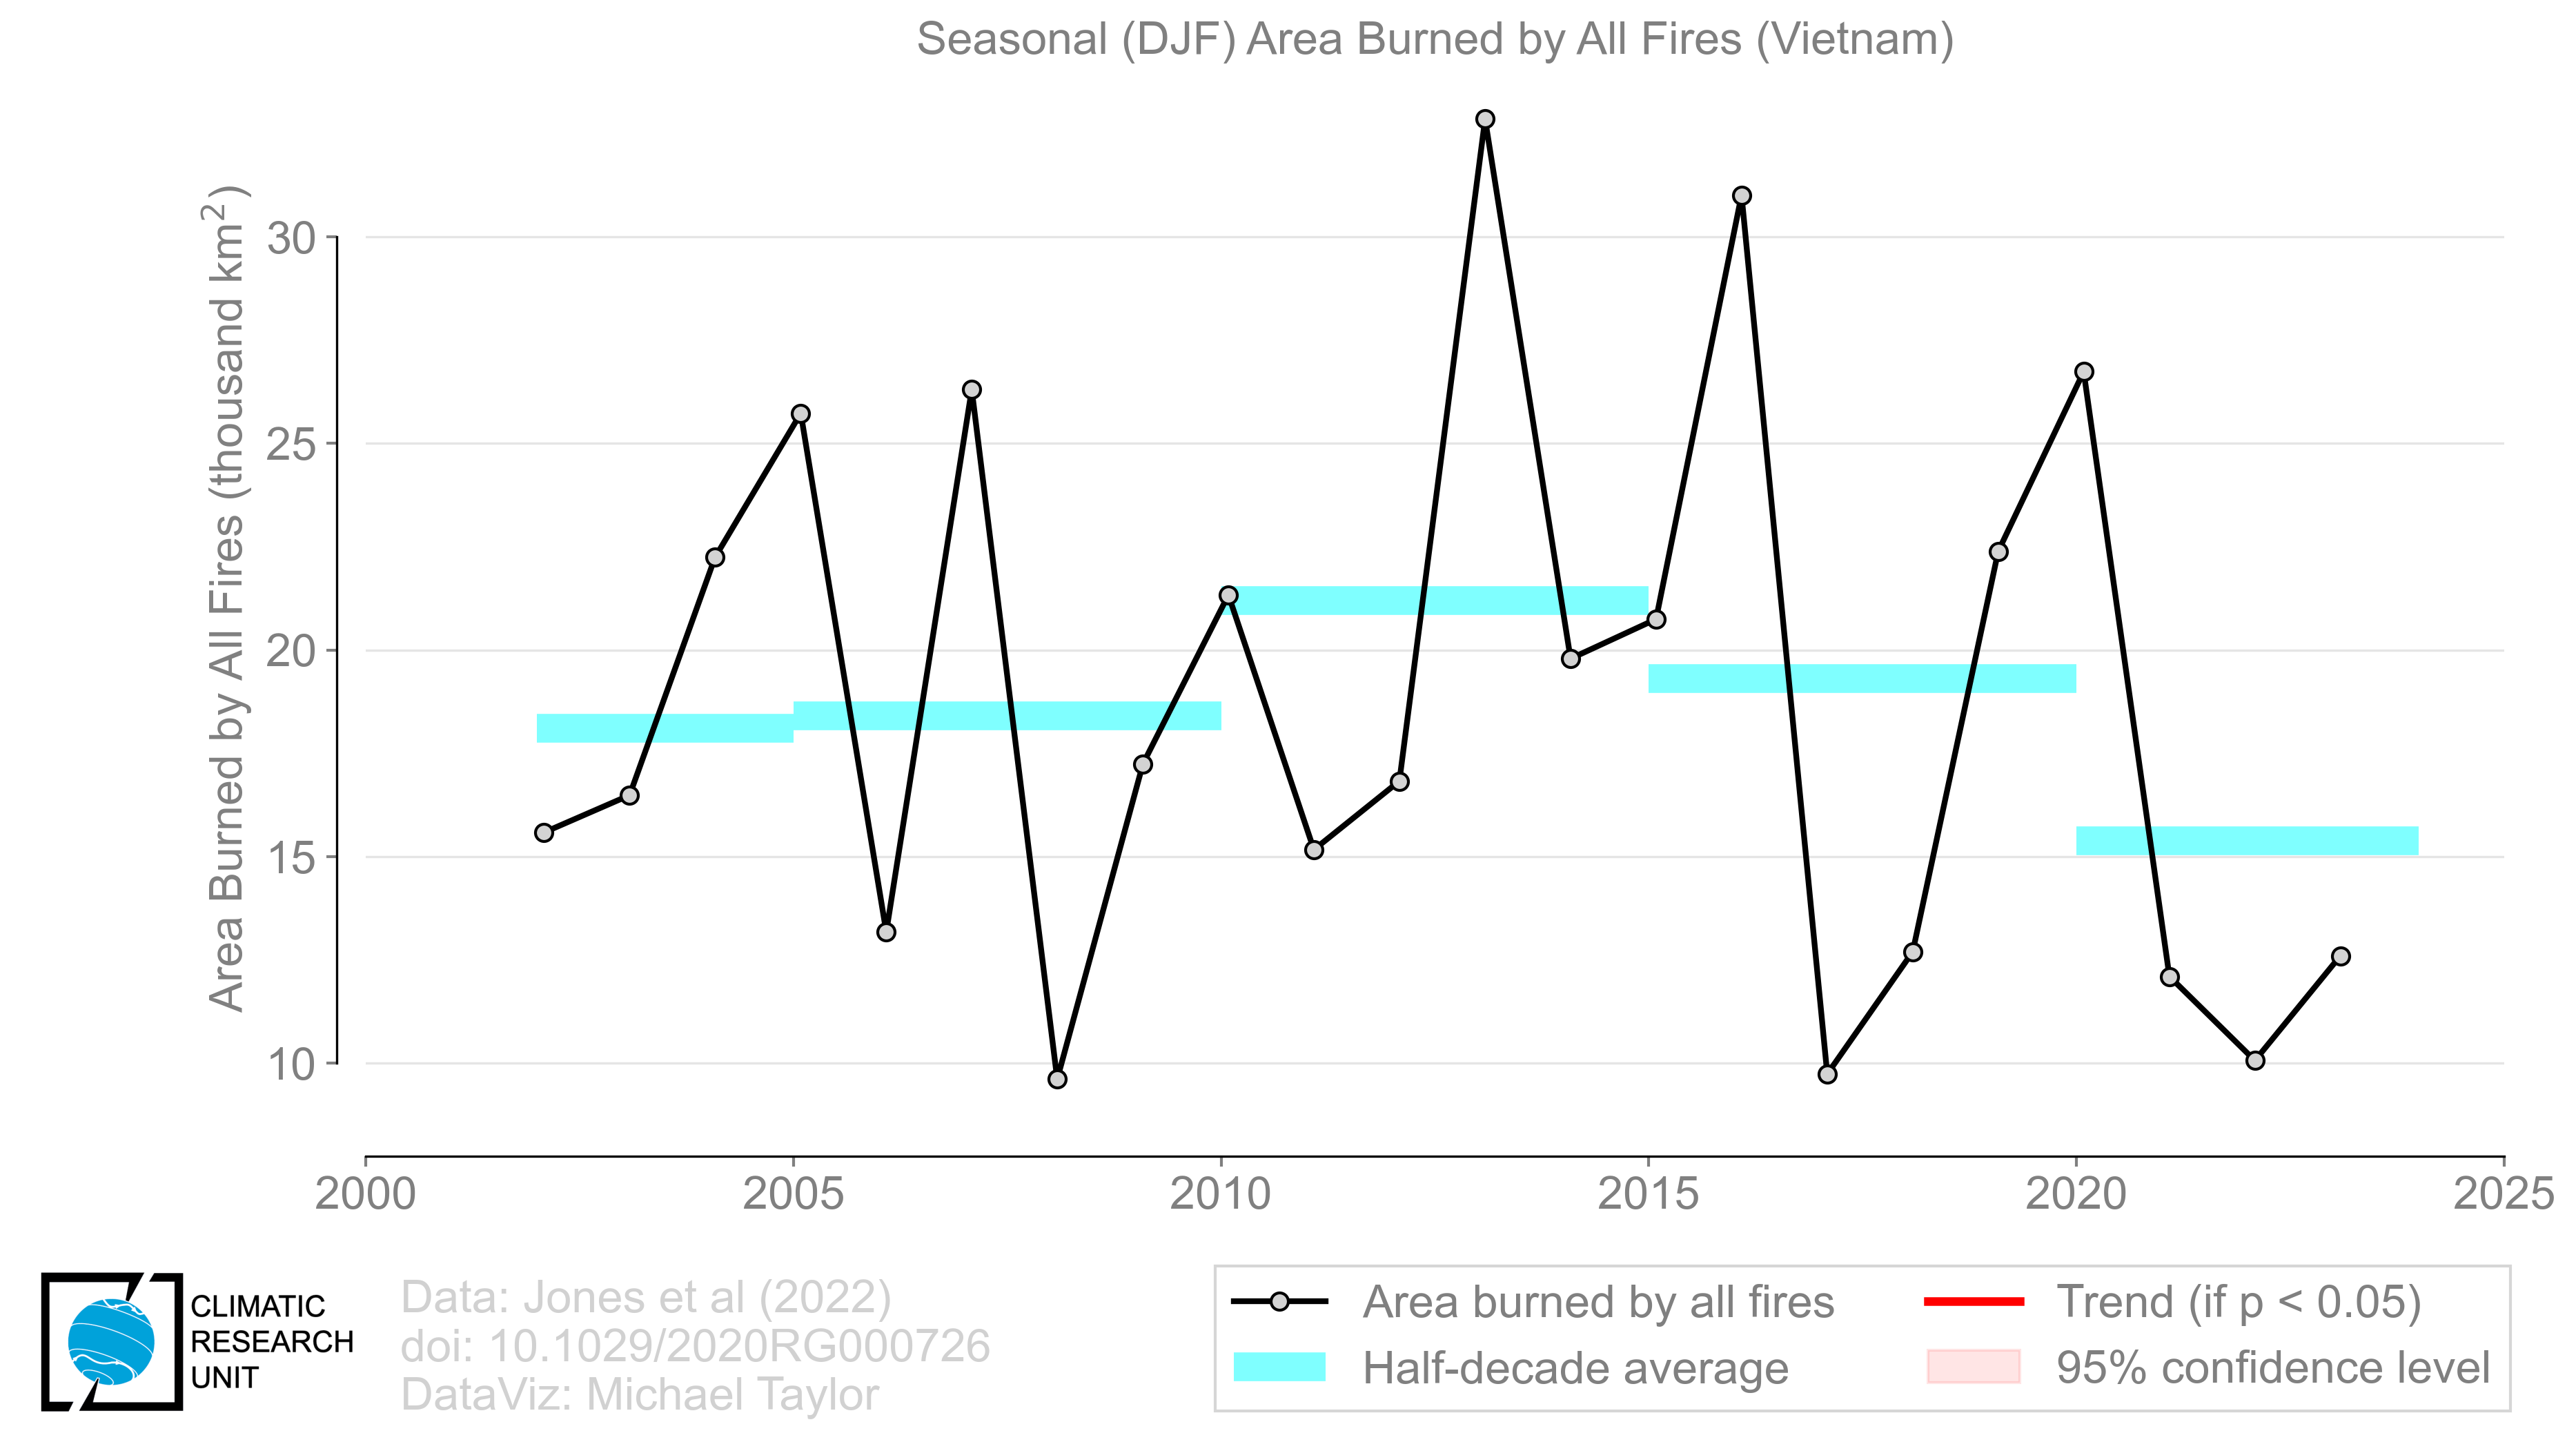 Seasonal (DJF) Area Burned by All Fires (Vietnam)
Area Burned by All Fires (thousand km²)
30
25
20
15
10
2000 2005 2010 2015 2020 2025
CLIMATIC
RESEARCH
UNIT
Data: Jones et al (2022)
doi: 10.1029/2020RG000726
DataViz: Michael Taylor
Area burned by all fires
Half-decade average
Trend (if p < 0.05)
95% confidence level